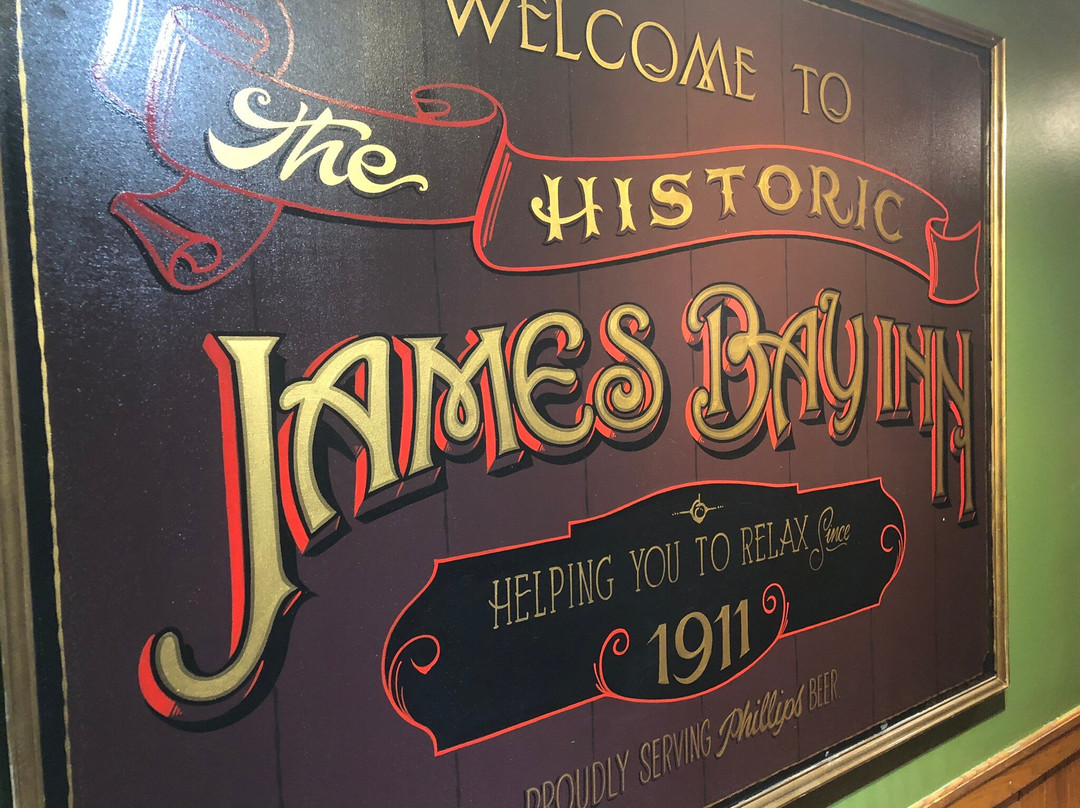 WELCOME TO
The HISTORIC
JAMES BAY INN
HELPING YOU TO RELAX Since
1911
PROUDLY SERVING Phillips BEER.